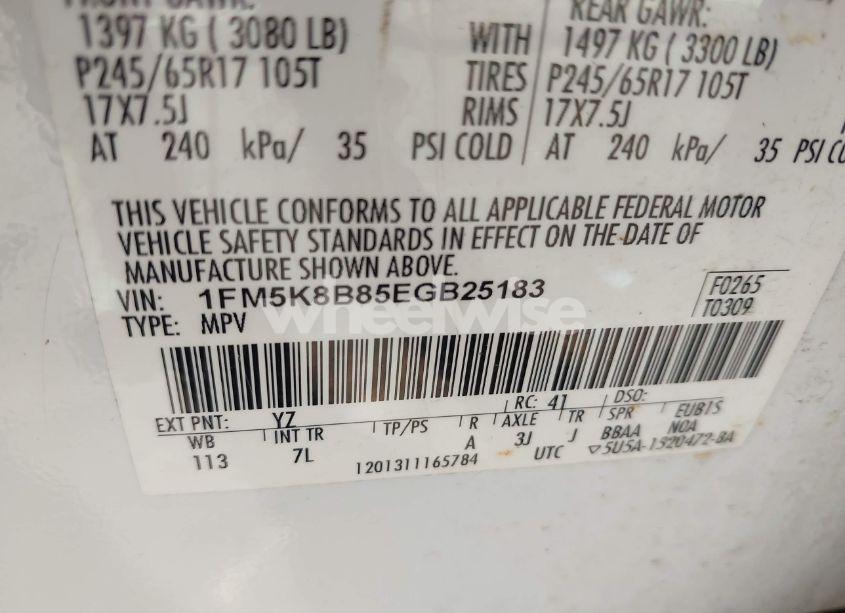 FRONT GAWR:
REAR GAWR:
1397 KG ( 3080 LB)
WITH
1497 KG ( 3300 LB)
P245/65R17 105T
TIRES
P245/65R17 105T
17X7.5J
RIMS
17X7.5J
AT 240 kPa/ 35 PSI COLD
AT 240 kPa/ 35 PSI
THIS VEHICLE CONFORMS TO ALL APPLICABLE FEDERAL MOTOR
VEHICLE SAFETY STANDARDS IN EFFECT ON THE DATE OF
MANUFACTURE SHOWN ABOVE.
VIN: 1FM5K8B85EGB25183
F0265
TYPE: MPV
T0309
wheelwise
EXT PNT: YZ
RC: 41
DSO:
WB
INT TR
TP/PS
R
AXLE
TR
SPR
EUB1S
113
7L
A
3J
J
BBAA
NOA
1201311165784
UTC
▽5U5A-1520472-BA